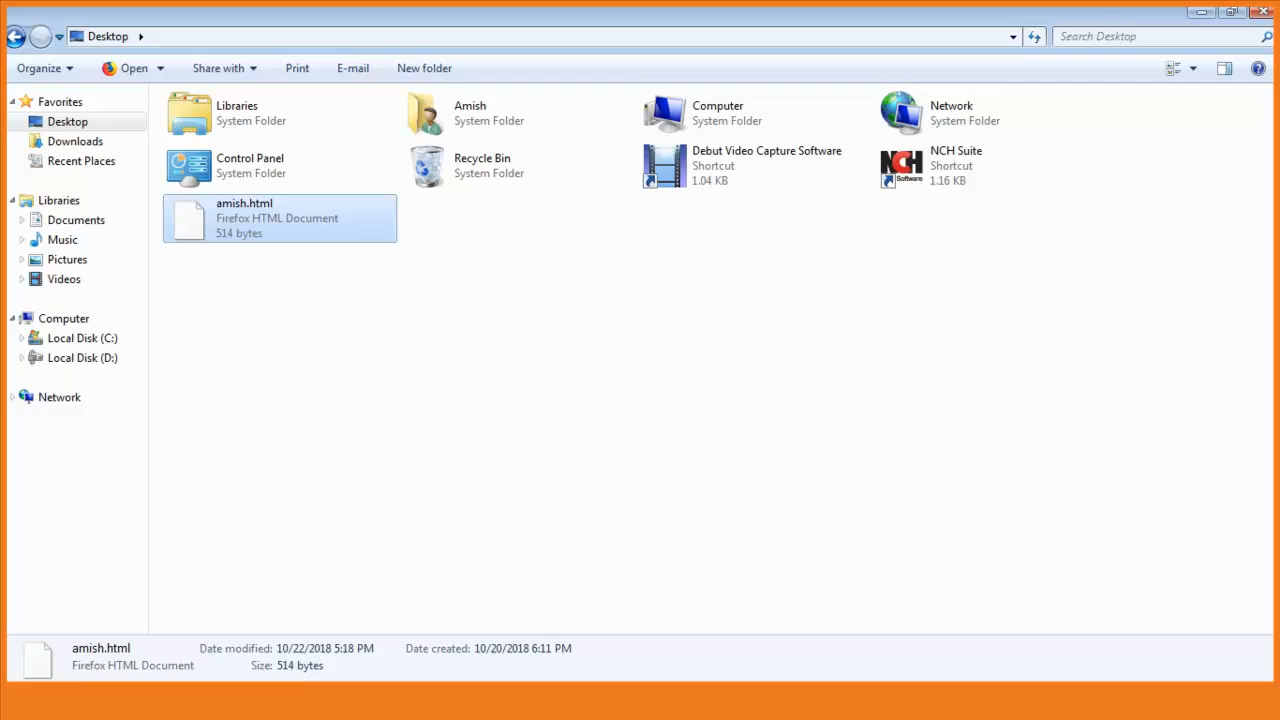 Desktop
Search Desktop
Organize Open Share with Print E-mail New folder
Favorites
Desktop
Downloads
Recent Places
Libraries
Documents
Music
Pictures
Videos
Computer
Local Disk (C:)
Local Disk (D:)
Network
Libraries
System Folder
Amish
System Folder
Computer
System Folder
Network
System Folder
Control Panel
System Folder
Recycle Bin
System Folder
Debut Video Capture Software
Shortcut
1.04 KB
NCH
Software
NCH Suite
Shortcut
1.16 KB
amish.html
Firefox HTML Document
514 bytes
amish.html Date modified: 10/22/2018 5:18 PM Date created: 10/20/2018 6:11 PM
Firefox HTML Document Size: 514 bytes